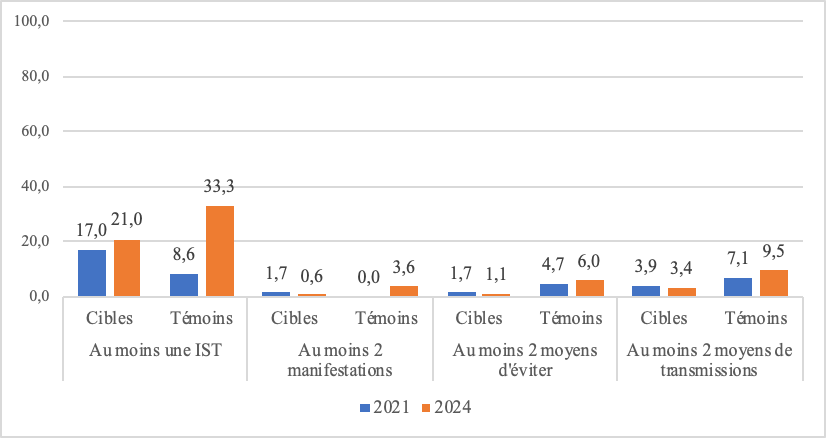 100,0
80,0
60,0
40,0
20,0
0,0
17,0
21,0
8,6
33,3
1,7
0,6
0,0
3,6
1,7
1,1
4,7
6,0
3,9
3,4
7,1
9,5
Cibles
Témoins
Cibles
Témoins
Cibles
Témoins
Cibles
Témoins
Au moins une IST
Au moins 2
manifestations
Au moins 2 moyens
d'éviter
Au moins 2 moyens de
transmissions
2021
2024